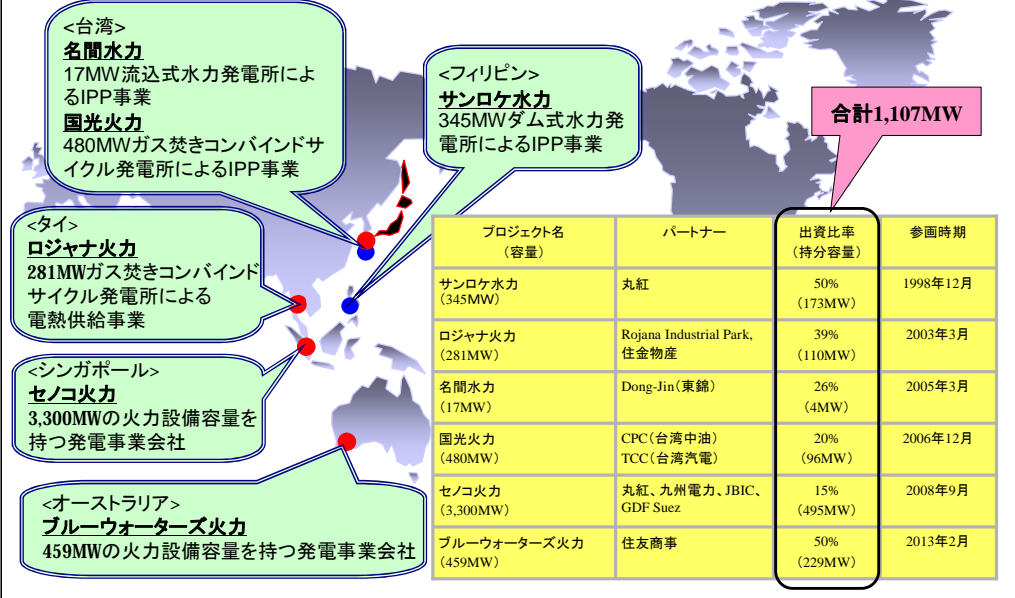 <台湾>
名間水力
17MW流込式水力発電所によ
るIPP事業
国光火力
480MWガス焚きコンバインドサ
イクル発電所によるIPP事業
<フィリピン>
サンロケ水力
345MWダム式水力発
電所によるIPP事業
合計1,107MW
<タイ>
ロジャナ火力
281MWガス焚きコンバインド
サイクル発電所による
電熱供給事業
<シンガポール>
セノコ火力
3,300MWの火力設備容量を
持つ発電事業会社
<オーストラリア>
ブルーウォーターズ火力
459MWの火力設備容量を持つ発電事業会社
プロジェクト名
（容量）
パートナー
出資比率
（持分容量）
参画時期
サンロケ水力
（345MW）
丸紅
50%
（173MW）
1998年12月
ロジャナ火力
（281MW）
Rojana Industrial Park,
住金物産
39%
（110MW）
2003年3月
名間水力
（17MW）
Dong-Jin（東錦）
26%
（4MW）
2005年3月
国光火力
（480MW）
CPC（台湾中油）
TCC（台湾汽電）
20%
（96MW）
2006年12月
セノコ火力
（3,300MW）
丸紅、九州電力、JBIC、
GDF Suez
15%
（495MW）
2008年9月
ブルーウォーターズ火力
（459MW）
住友商事
50%
（229MW）
2013年2月